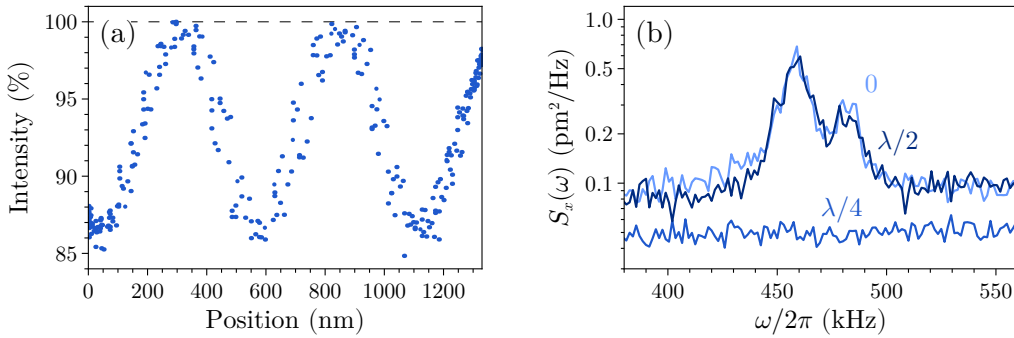 (a)
Intensity (%)
100
95
90
85
0
200
400
600
800
1000
1200
Position (nm)
(b)
Sₓ(ω) (pm²/Hz)
1.0
0.5
0.2
0.1
0
λ/2
λ/4
400
450
500
550
ω/2π (kHz)